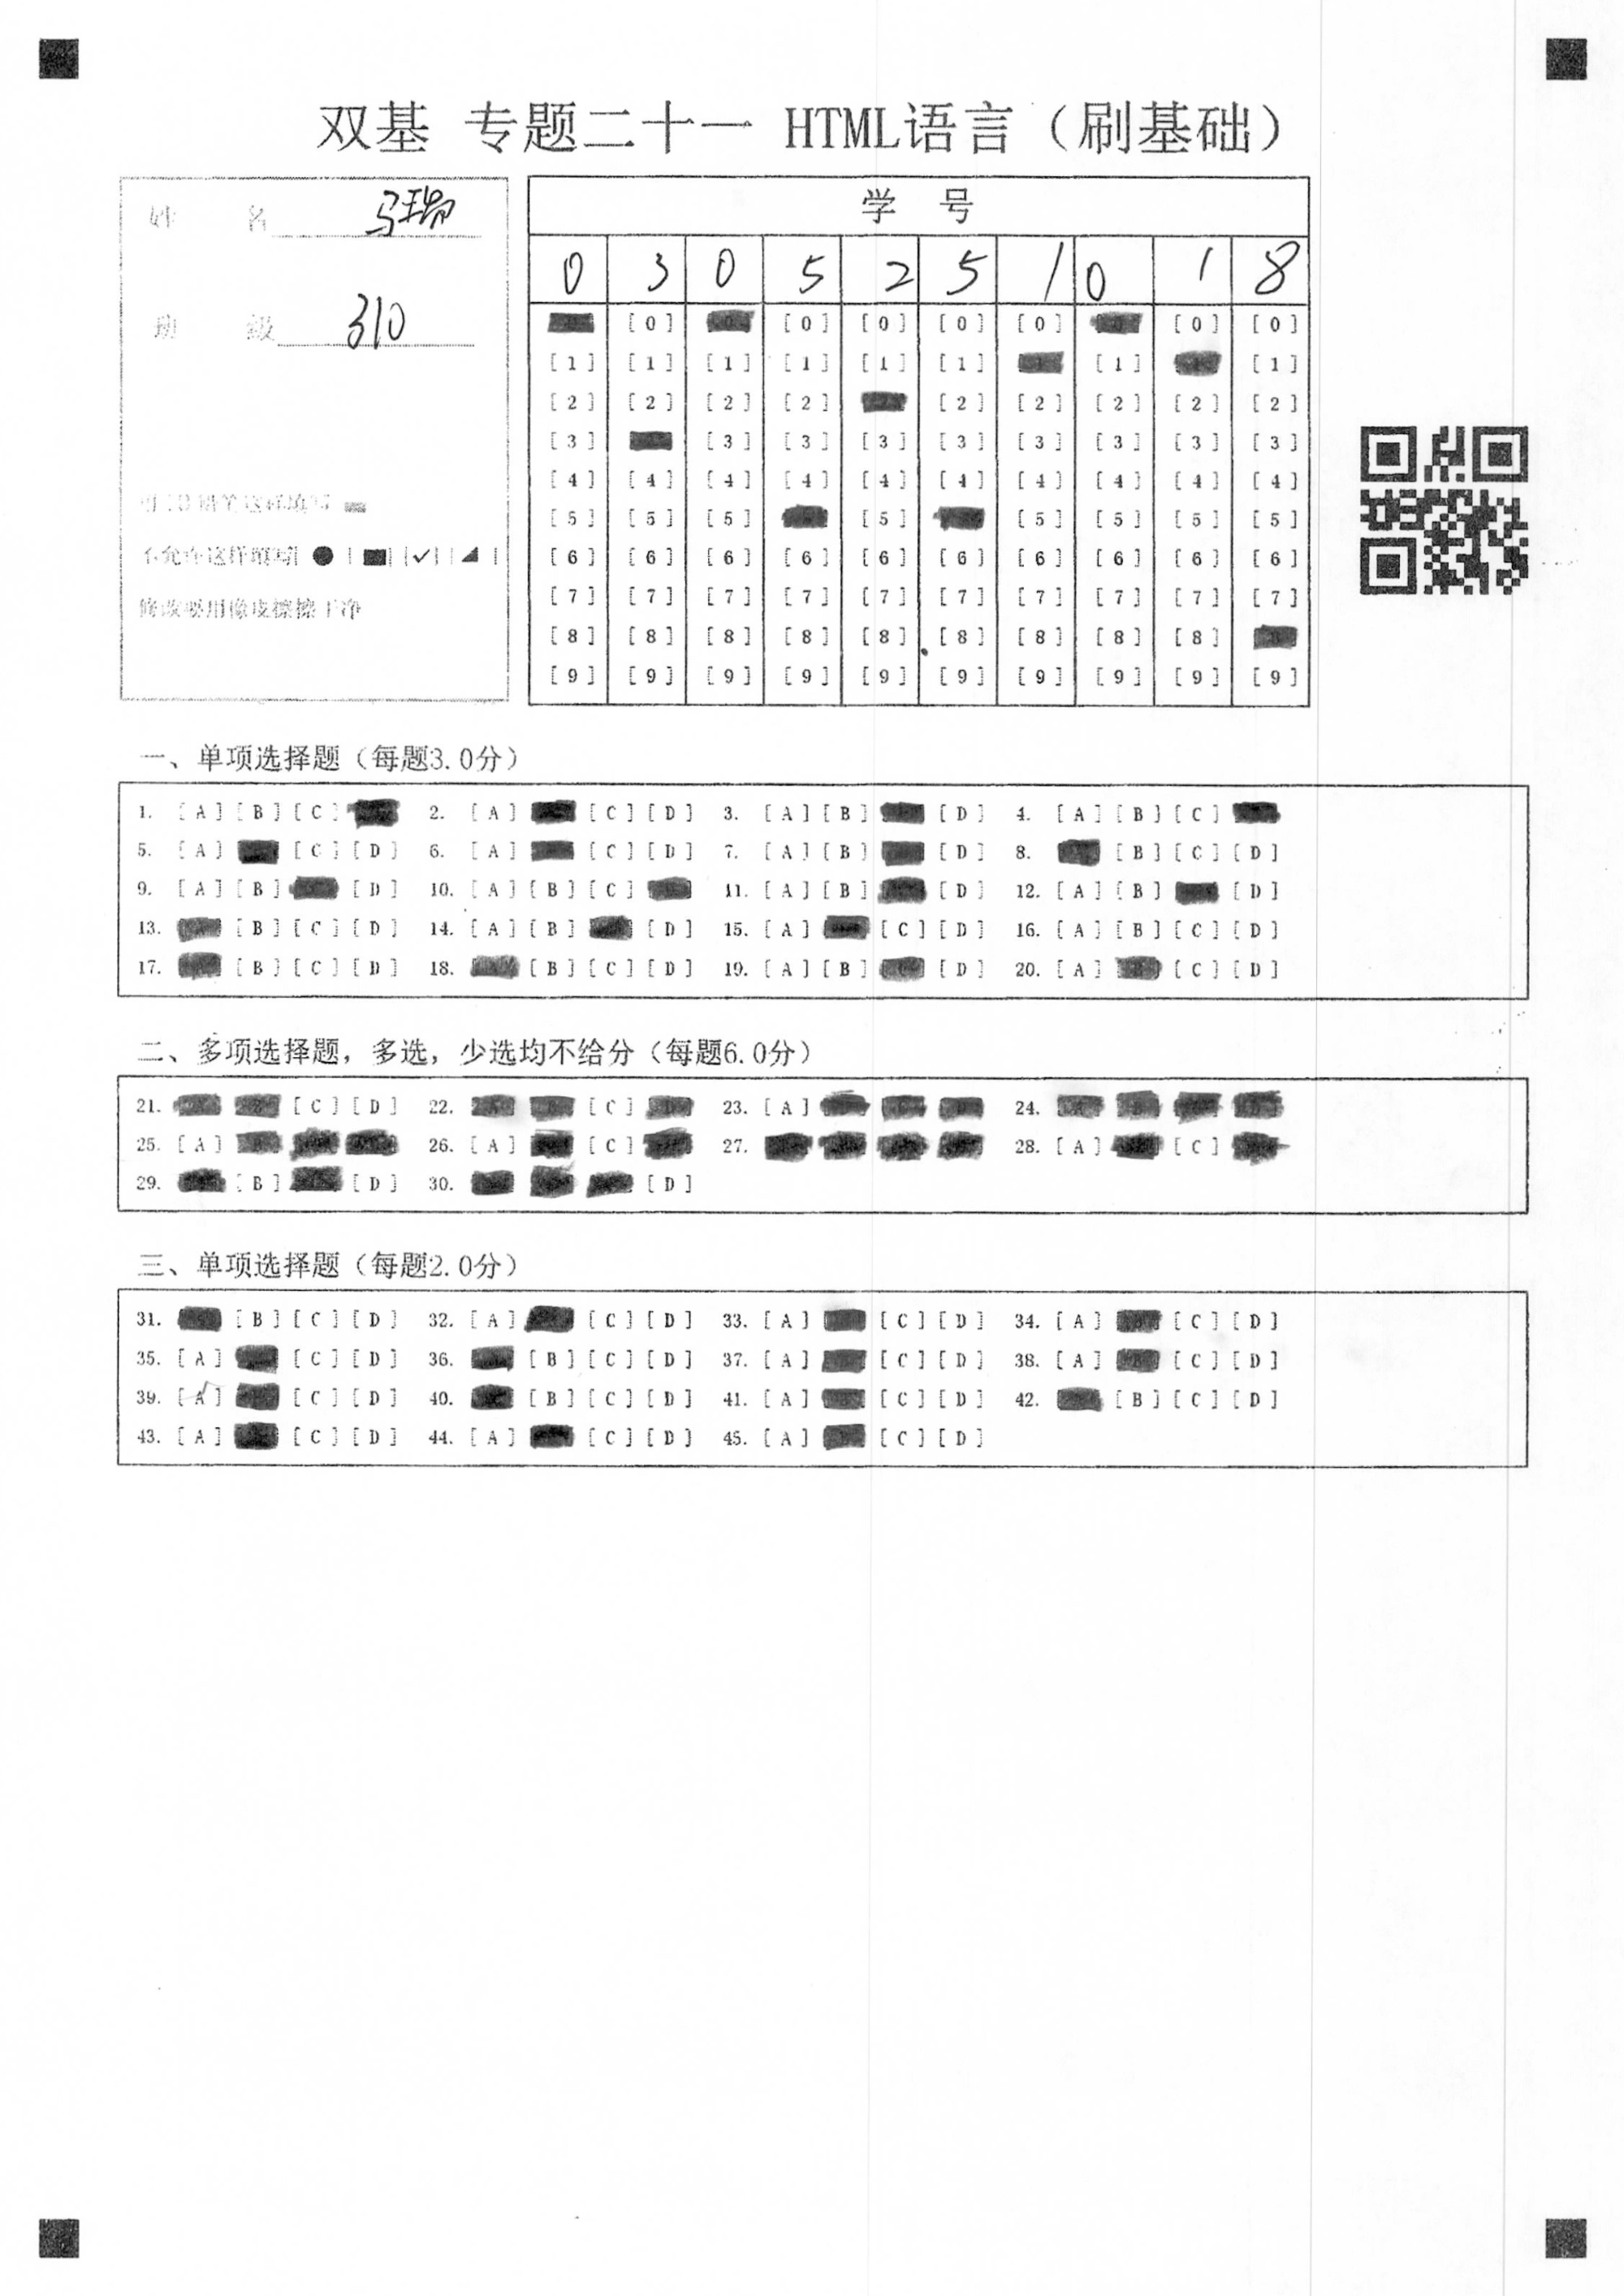 双基 专题二十一 HTML语言（刷基础）
姓 名 马瑞
班 级 310
不允许这样填写[●] [■] [✓] [◢]
修改要用橡皮擦擦干净
学 号
0 3 0 5 2 5 1 0 1 8
[0] [0] [0] [0] [0] [0] [0]
[1] [1] [1] [1] [1] [1] [1] [1]
[2] [2] [2] [2] [2] [2] [2] [2] [2]
[3] [3] [3] [3] [3] [3] [3] [3] [3]
[4] [4] [4] [4] [4] [4] [4] [4] [4] [4]
[5] [5] [5] [5] [5] [5] [5] [5]
[6] [6] [6] [6] [6] [6] [6] [6] [6] [6]
[7] [7] [7] [7] [7] [7] [7] [7] [7] [7]
[8] [8] [8] [8] [8] [8] [8] [8] [8]
[9] [9] [9] [9] [9] [9] [9] [9] [9] [9]
一、单项选择题（每题3.0分）
1. [A] [B] [C] 2. [A] [C] [D] 3. [A] [B] [D] 4. [A] [B] [C]
5. [A] [C] [D] 6. [A] [C] [D] 7. [A] [B] [D] 8. [B] [C] [D]
9. [A] [B] [D] 10. [A] [B] [C] 11. [A] [B] [D] 12. [A] [B] [D]
13. [B] [C] [D] 14. [A] [B] [D] 15. [A] [C] [D] 16. [A] [B] [C] [D]
17. [B] [C] [D] 18. [B] [C] [D] 19. [A] [B] [D] 20. [A] [C] [D]
二、多项选择题，多选，少选均不给分（每题6.0分）
21. [C] [D] 22. [C] 23. [A] 24.
25. [A] 26. [A] [C] 27. 28. [A] [C]
29. [B] [D] 30. [D]
三、单项选择题（每题2.0分）
31. [B] [C] [D] 32. [A] [C] [D] 33. [A] [C] [D] 34. [A] [C] [D]
35. [A] [C] [D] 36. [B] [C] [D] 37. [A] [C] [D] 38. [A] [C] [D]
39. [A] [C] [D] 40. [B] [C] [D] 41. [A] [C] [D] 42. [B] [C] [D]
43. [A] [C] [D] 44. [A] [C] [D] 45. [A] [C] [D]